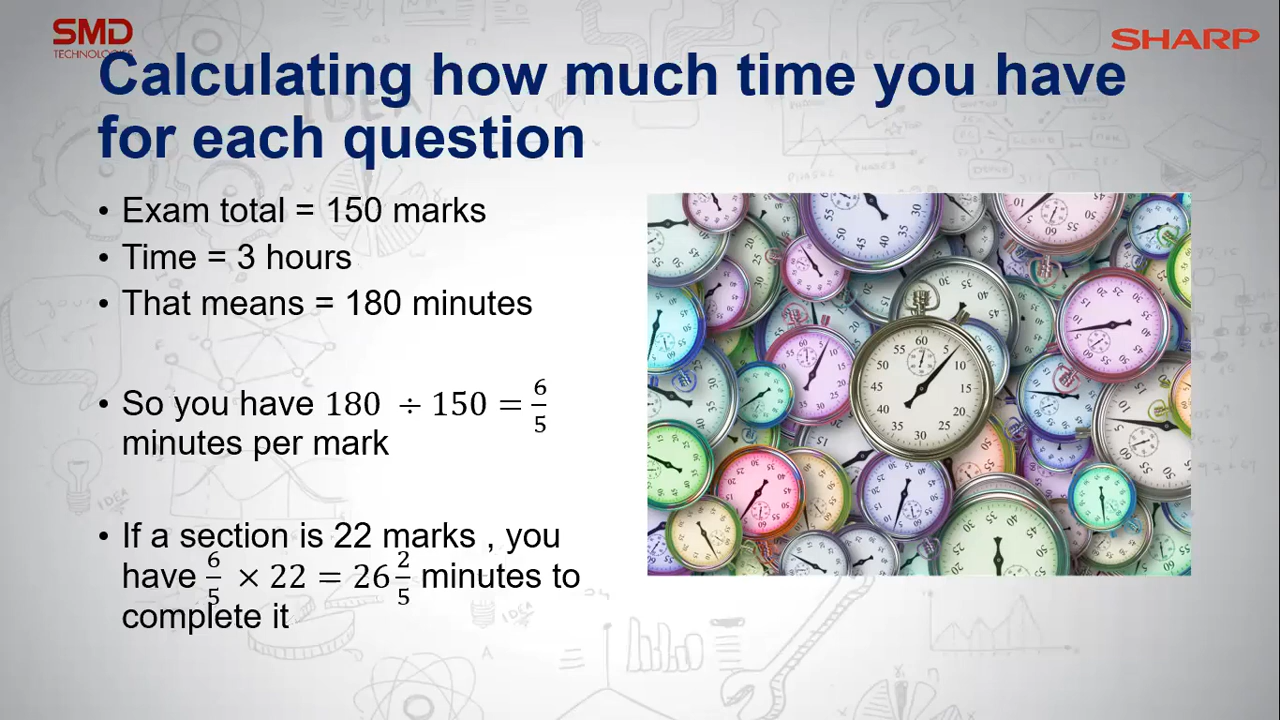 SMD
TECHNOLOGIES
SHARP
Calculating how much time you have
for each question
• Exam total = 150 marks
• Time = 3 hours
• That means = 180 minutes
• So you have 180 ÷ 150 = 6/5
minutes per mark
• If a section is 22 marks , you
have 6/5 × 22 = 26 2/5 minutes to
complete it